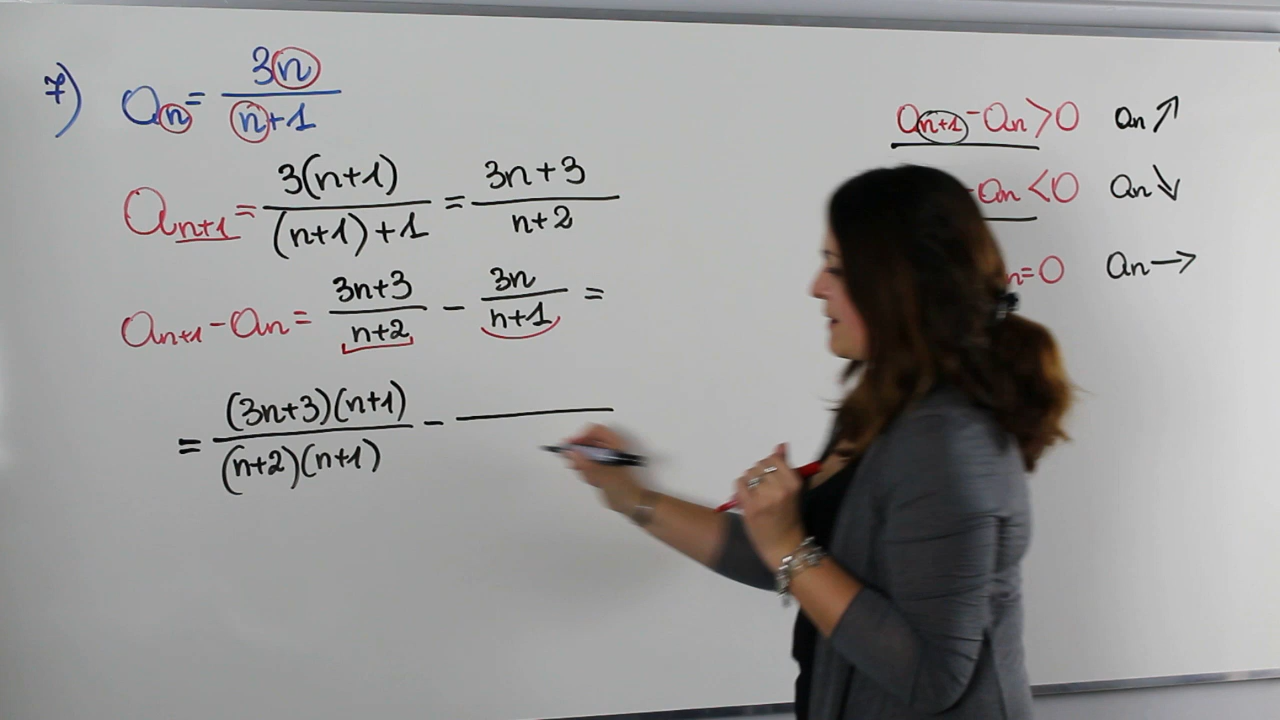 7) an = 3n / n+1
an+1 = 3(n+1) / (n+1)+1 = 3n+3 / n+2
an+1 - an = 3n+3 / n+2 - 3n / n+1 =
= (3n+3)(n+1) / (n+2)(n+1) -
an+1 - an > 0 an ↗
- an < 0 an ↘
n = 0 an →